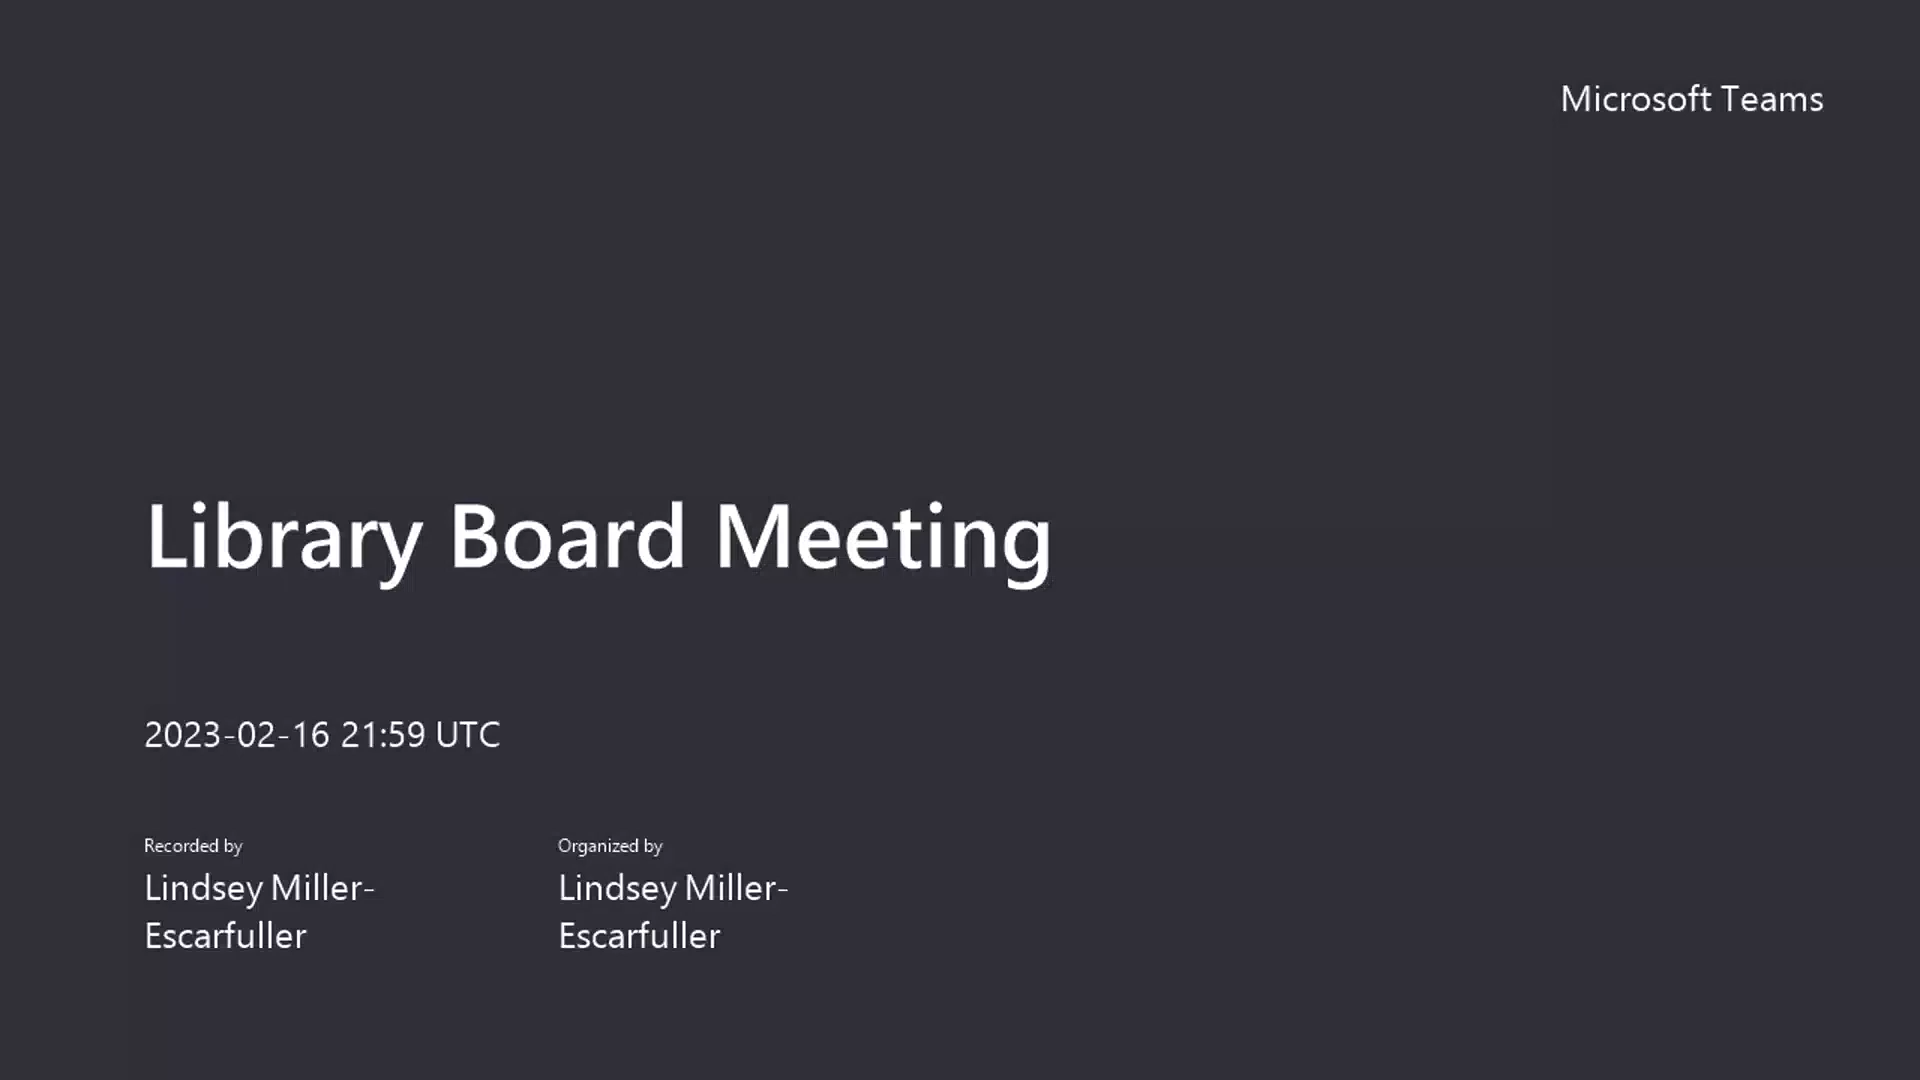 Microsoft Teams
Library Board Meeting
2023-02-16 21:59 UTC
Recorded by
Lindsey Miller-
Escarfuller
Organized by
Lindsey Miller-
Escarfuller